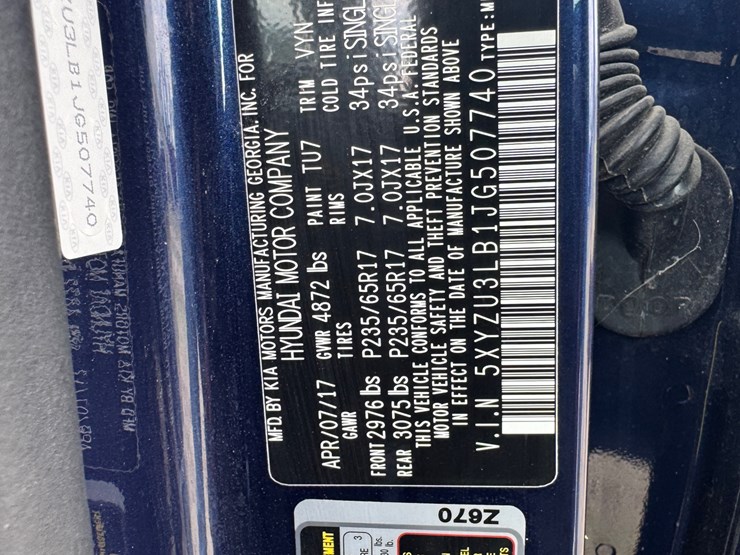 MFD. BY KIA MOTORS MANUFACTURING GEORGIA, INC. FOR
HYUNDAI MOTOR COMPANY
APR/07/17 GVWR 4872 lbs PAINT TU7 TRIM VYN
GAWR TIRES RIMS COLD TIRE INF
FRONT 2976 lbs P235/65R17 7.0JX17 34psi SINGL
REAR 3075 lbs P235/65R17 7.0JX17 34psi SINGL
THIS VEHICLE CONFORMS TO ALL APPLICABLE U.S.A. FEDERAL
MOTOR VEHICLE SAFETY AND THEFT PREVENTION STANDARDS
IN EFFECT ON THE DATE OF MANUFACTURE SHOWN ABOVE
V.I.N 5XYZU3LB1JG507740 TYPE:M
U3LB1JG507740
Z670